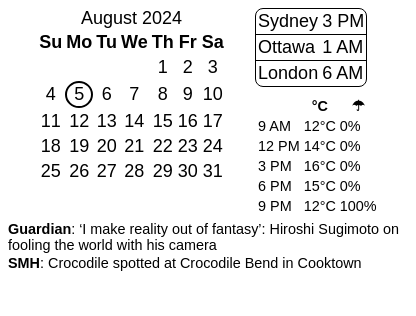 August 2024
Su Mo Tu We Th Fr Sa
1 2 3
4 5 6 7 8 9 10
11 12 13 14 15 16 17
18 19 20 21 22 23 24
25 26 27 28 29 30 31
Sydney 3 PM
Ottawa 1 AM
London 6 AM
°C ☂
9 AM 12°C 0%
12 PM 14°C 0%
3 PM 16°C 0%
6 PM 15°C 0%
9 PM 12°C 100%
Guardian: ‘I make reality out of fantasy’: Hiroshi Sugimoto on
fooling the world with his camera
SMH: Crocodile spotted at Crocodile Bend in Cooktown